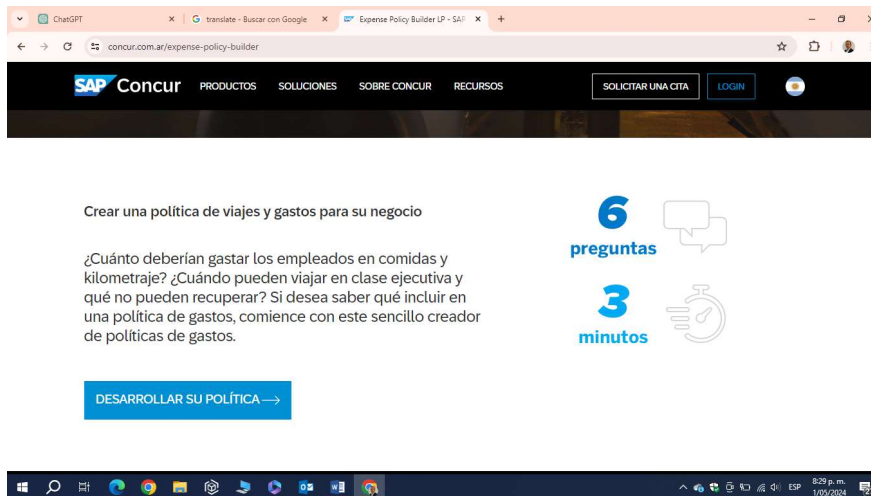 ChatGPT
translate - Buscar con Google
Expense Policy Builder LP - SAP
concur.com.ar/expense-policy-builder
SAP Concur PRODUCTOS SOLUCIONES SOBRE CONCUR RECURSOS SOLICITAR UNA CITA LOGIN
Crear una política de viajes y gastos para su negocio
¿Cuánto deberían gastar los empleados en comidas y
kilometraje? ¿Cuándo pueden viajar en clase ejecutiva y
qué no pueden recuperar? Si desea saber qué incluir en
una política de gastos, comience con este sencillo creador
de políticas de gastos.
DESARROLLAR SU POLÍTICA
6
preguntas
3
minutos
ESP
8:29 p. m.
1/05/2024